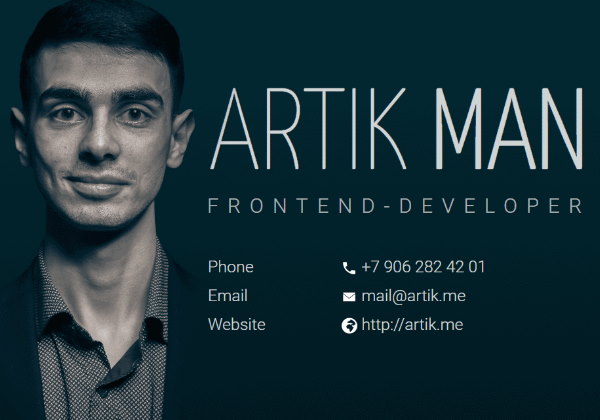 ARTIK MAN
FRONTEND-DEVELOPER
Phone +7 906 282 42 01
Email mail@artik.me
Website http://artik.me